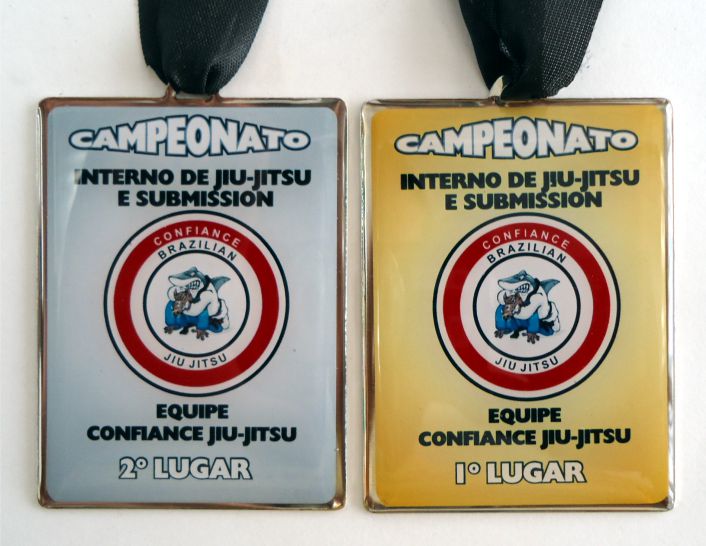 CAMPEONATO
INTERNO DE JIU-JITSU
E SUBMISSION
CONFIANCE
BRAZILIAN
JIU JITSU
EQUIPE
CONFIANCE JIU-JITSU
2º LUGAR
CAMPEONATO
INTERNO DE JIU-JITSU
E SUBMISSION
CONFIANCE
BRAZILIAN
JIU JITSU
EQUIPE
CONFIANCE JIU-JITSU
1º LUGAR